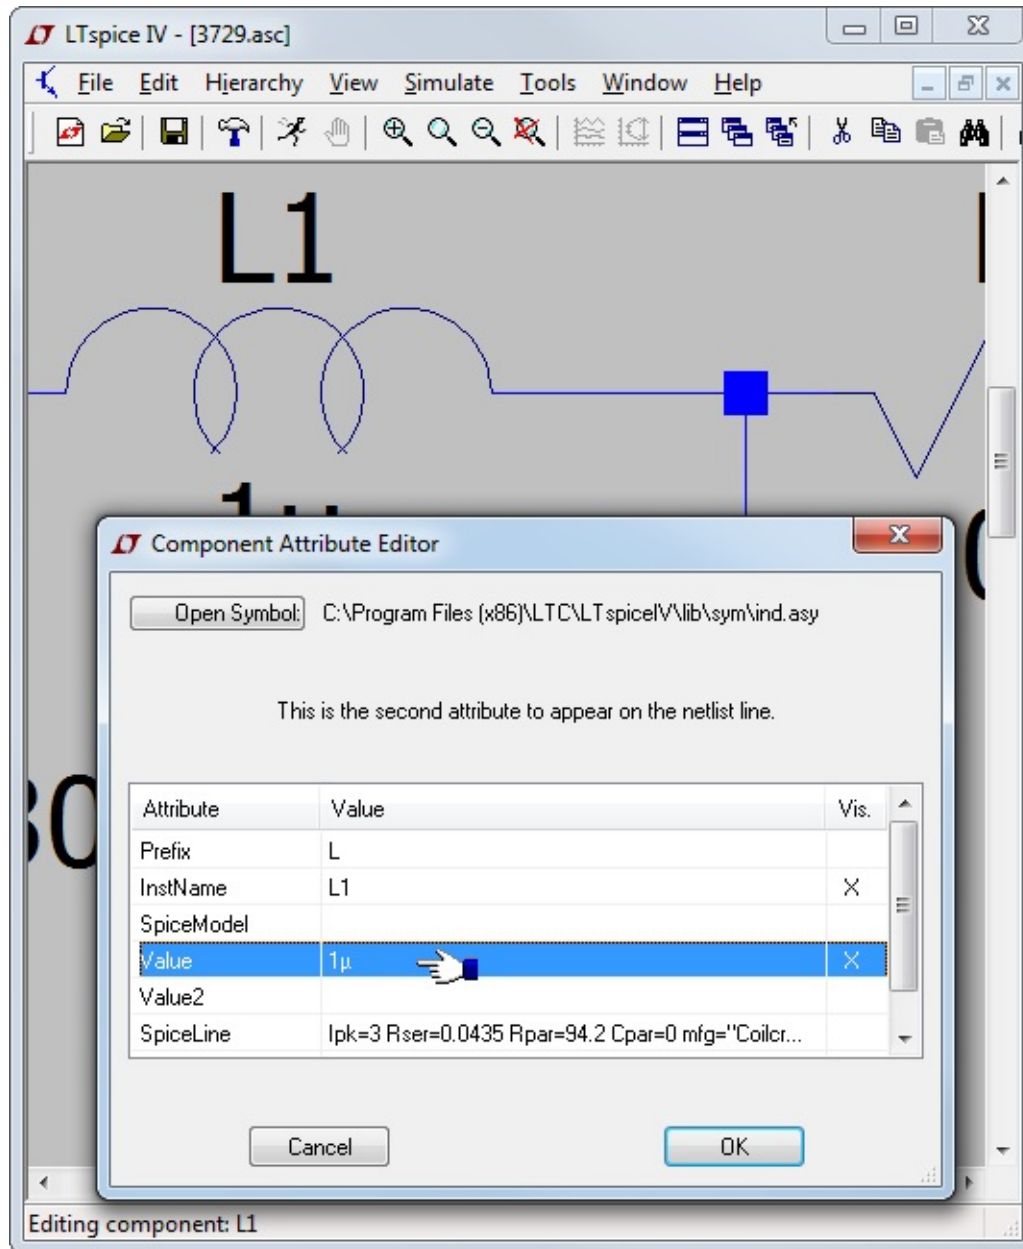 LTspice IV - [3729.asc]
File Edit Hierarchy View Simulate Tools Window Help
L1
1µ
Component Attribute Editor
Open Symbol: C:\Program Files (x86)\LTC\LTspiceIV\lib\sym\ind.asy
This is the second attribute to appear on the netlist line.
Attribute Value Vis.
Prefix L
InstName L1 X
SpiceModel
Value 1µ X
Value2
SpiceLine Ipk=3 Rser=0.0435 Rpar=94.2 Cpar=0 mfg="Coilcr...
Cancel OK
Editing component: L1